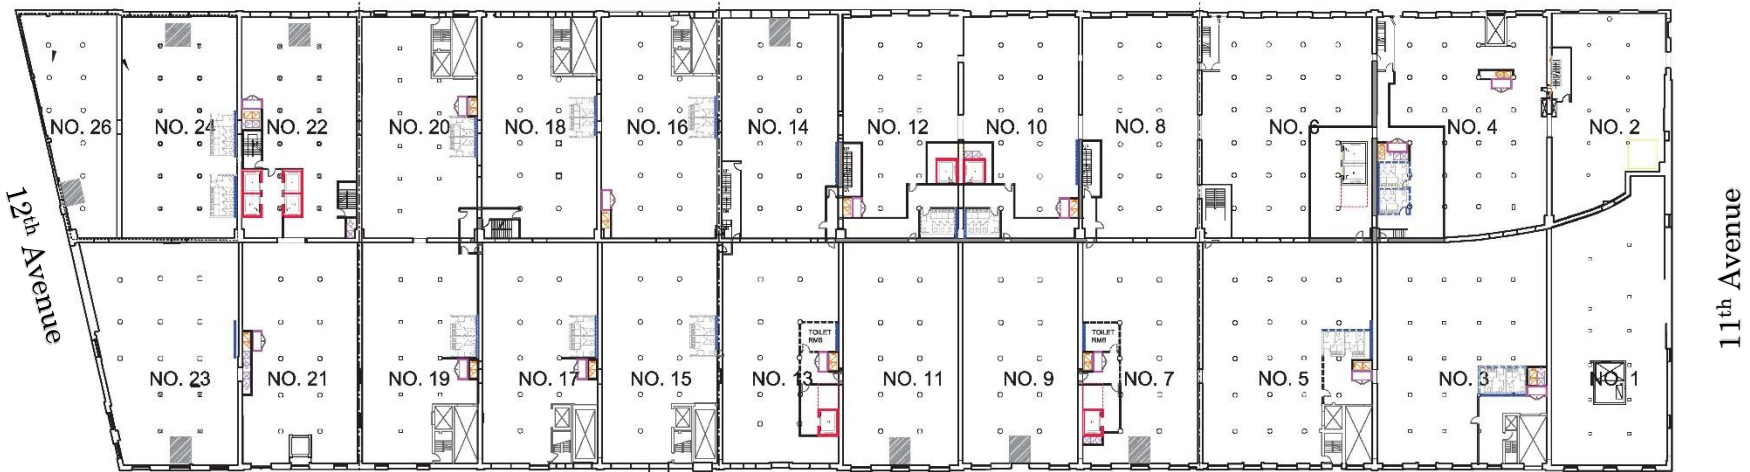 NO. 26
NO. 24
NO. 22
NO. 20
NO. 18
NO. 16
NO. 14
NO. 12
NO. 10
NO. 8
NO. 6
NO. 4
NO. 2
12th Avenue
11th Avenue
TOILET
RMS
TOILET
RMS
NO. 23
NO. 21
NO. 19
NO. 17
NO. 15
NO. 13
NO. 11
NO. 9
NO. 7
NO. 5
NO. 3
NO. 1